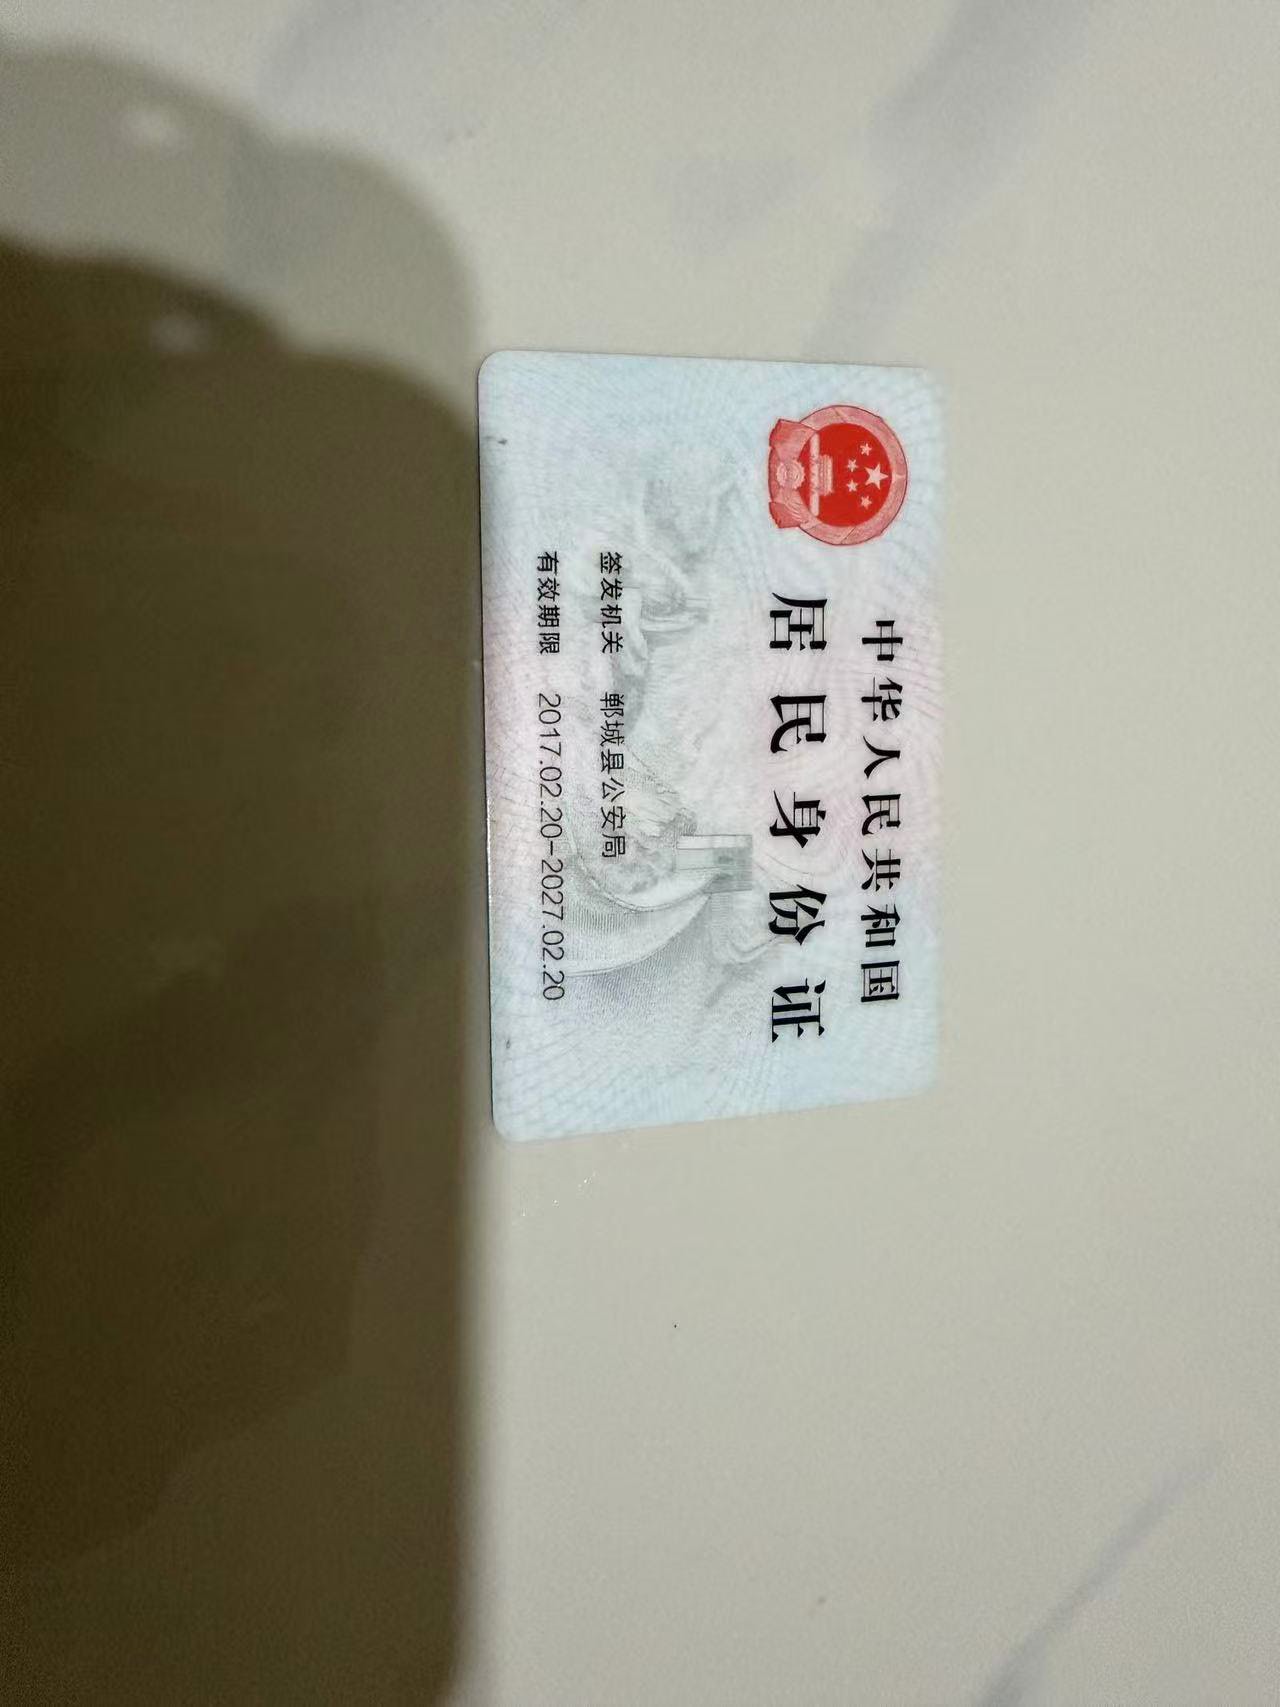 中华人民共和国
居民身份证
签发机关 郸城县公安局
有效期限 2017.02.20-2027.02.20